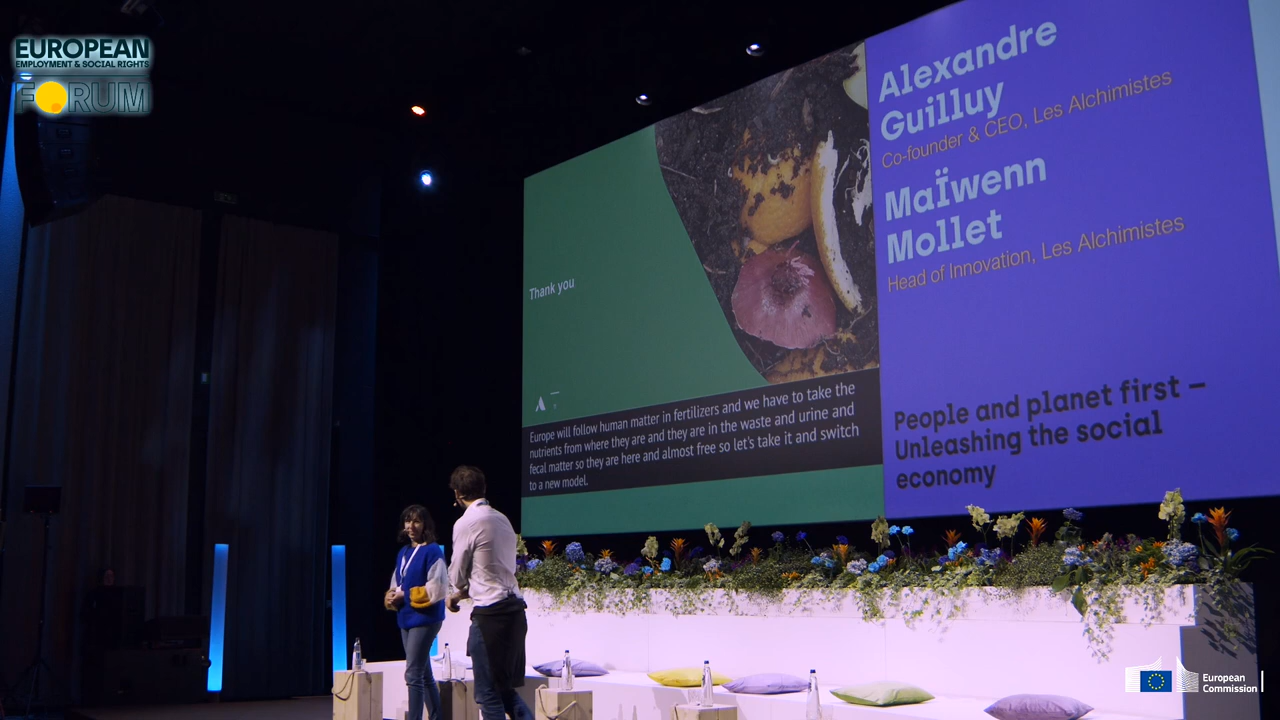 EUROPEAN
EMPLOYMENT & SOCIAL RIGHTS
FORUM
Thank you
Europe will follow human matter in fertilizers and we have to take the
nutrients from where they are and they are in the waste and urine and
fecal matter so they are here and almost free so let's take it and switch
to a new model.
Alexandre
Guilluy
Co-founder & CEO, Les Alchimistes
MaÏwenn
Mollet
Head of Innovation, Les Alchimistes
People and planet first –
Unleashing the social
economy
European
Commission